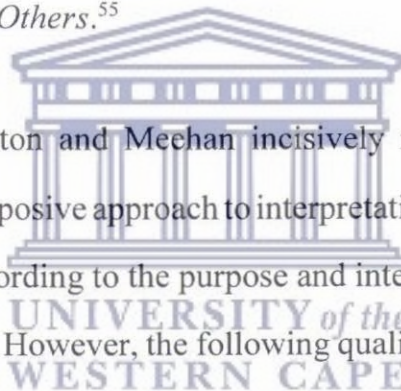 Others.55
ton and Meehan incisively
posive approach to interpretati
ording to the purpose and inte
UNIVERSITY of the
However, the following quali
WESTERN CAPE